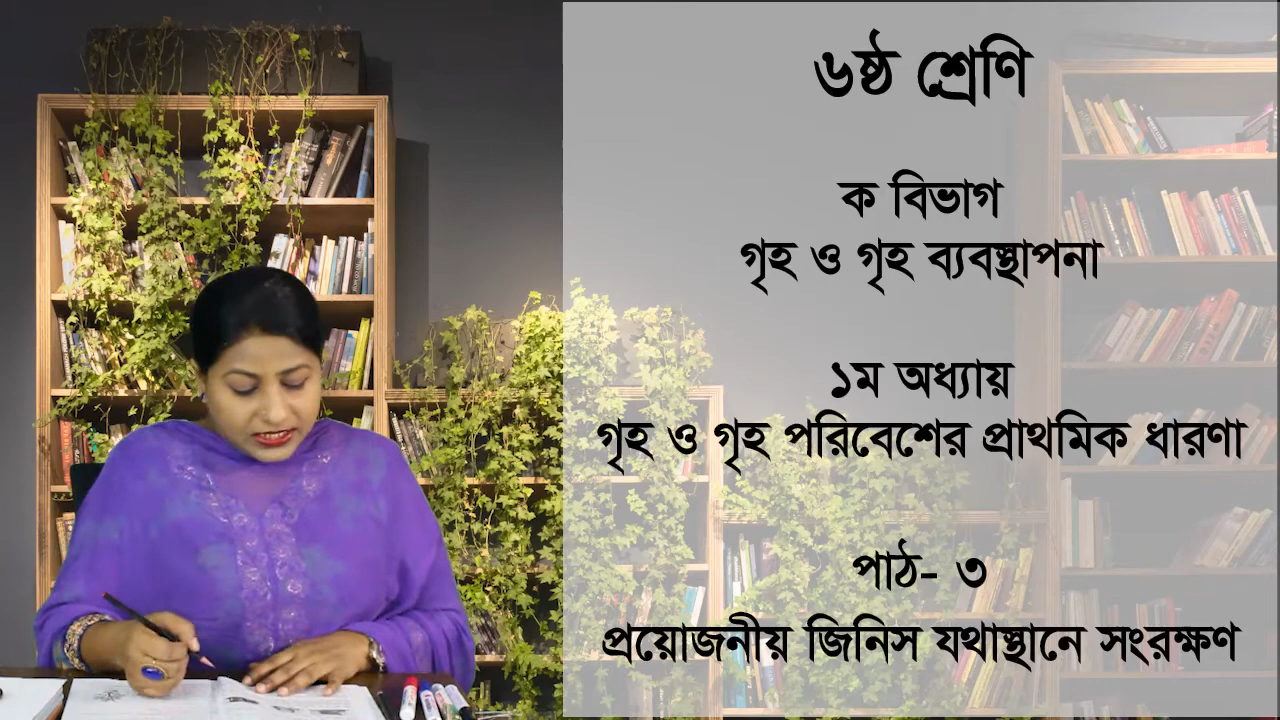 ৬ষ্ঠ শ্রেণি
ক বিভাগ
গৃহ ও গৃহ ব্যবস্থাপনা
১ম অধ্যায়
গৃহ ও গৃহ পরিবেশের প্রাথমিক ধারণা
পাঠ- ৩
প্রয়োজনীয় জিনিস যথাস্থানে সংরক্ষণ